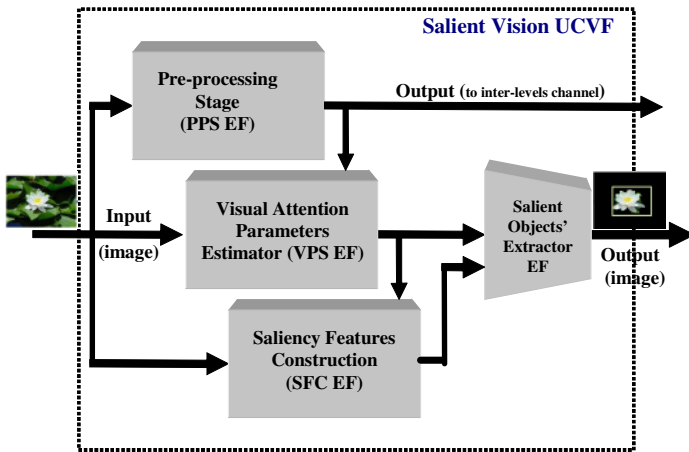 Salient Vision UCVF
Pre-processing
Stage
(PPS EF)
Output (to inter-levels channel)
Input
(image)
Visual Attention
Parameters
Estimator (VPS EF)
Salient
Objects’
Extractor
EF
Output
(image)
Saliency Features
Construction
(SFC EF)